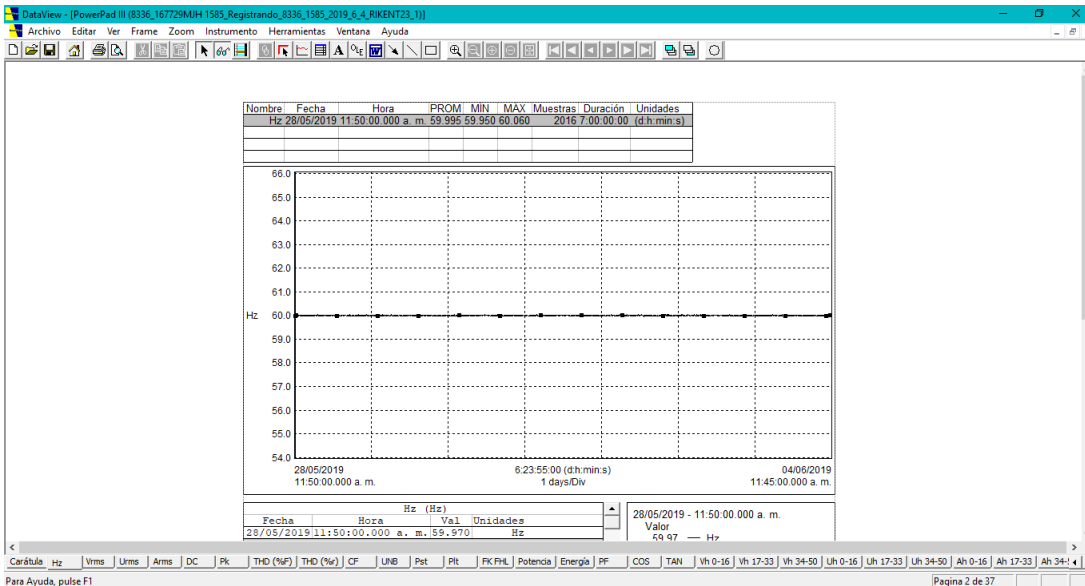 DataView - [PowerPad III (8336_167729MJH 1585_Registrando_8336_1585_2019_6_4_RIKENT23_1)]
Archivo Editar Ver Frame Zoom Instrumento Herramientas Ventana Ayuda
Nombre Fecha Hora PROM MIN MAX Muestras Duración Unidades
Hz 28/05/2019 11:50:00.000 a. m. 59.995 59.950 60.060 2016 7:00:00:00 (d:h:min:s)
66.0
65.0
64.0
63.0
62.0
61.0
Hz 60.0
59.0
58.0
57.0
56.0
55.0
54.0
28/05/2019 6:23:55:00 (d:h:min:s) 04/06/2019
11:50:00.000 a. m. 1 days/Div 11:45:00.000 a. m.
Hz (Hz)
Fecha Hora Val Unidades
28/05/2019 11:50:00.000 a. m. 59.970 Hz
28/05/2019 - 11:50:00.000 a. m.
Valor
59.97 — Hz
Carátula Hz Vrms Urms Arms DC Pk THD (%F) THD (%r) CF UNB Pst Plt FK FHL Potencia Energía PF COS TAN Vh 0-16 Vh 17-33 Vh 34-50 Uh 0-16 Uh 17-33 Uh 34-50 Ah 0-16 Ah 17-33 Ah 34-
Para Ayuda, pulse F1 Pagina 2 de 37